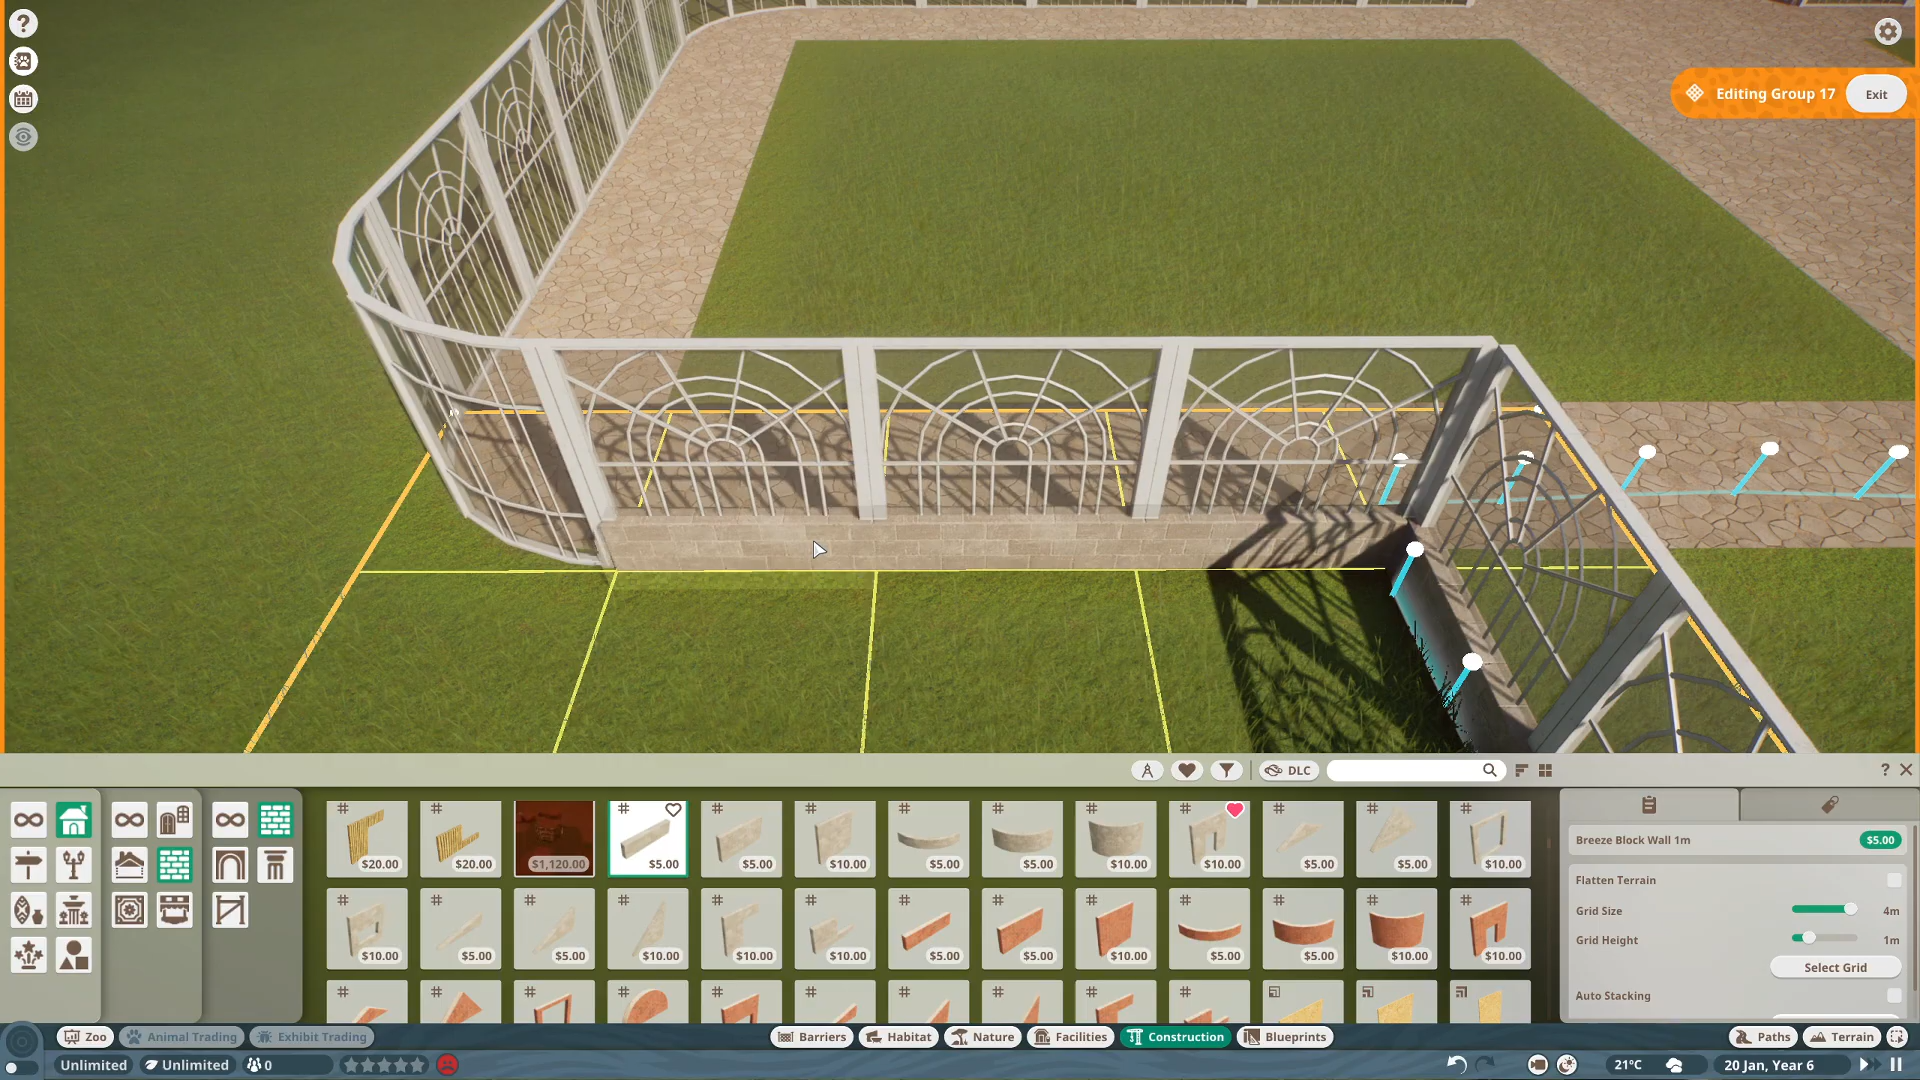 Editing Group 17
Exit
DLC
$20.00
$20.00
$1,120.00
$5.00
$5.00
$10.00
$5.00
$5.00
$10.00
$10.00
$5.00
$5.00
$10.00
$10.00
$5.00
$5.00
$10.00
$10.00
$10.00
$5.00
$5.00
$10.00
$5.00
$5.00
$10.00
$10.00
Breeze Block Wall 1m
$5.00
Flatten Terrain
Grid Size
4m
Grid Height
1m
Select Grid
Auto Stacking
Zoo
Animal Trading
Exhibit Trading
Barriers
Habitat
Nature
Facilities
Construction
Blueprints
Paths
Terrain
Unlimited
Unlimited
0
21°C
20 Jan, Year 6